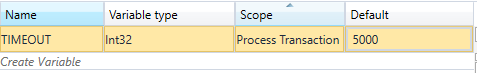 Name Variable type Scope Default
TIMEOUT Int32 Process Transaction 5000
Create Variable